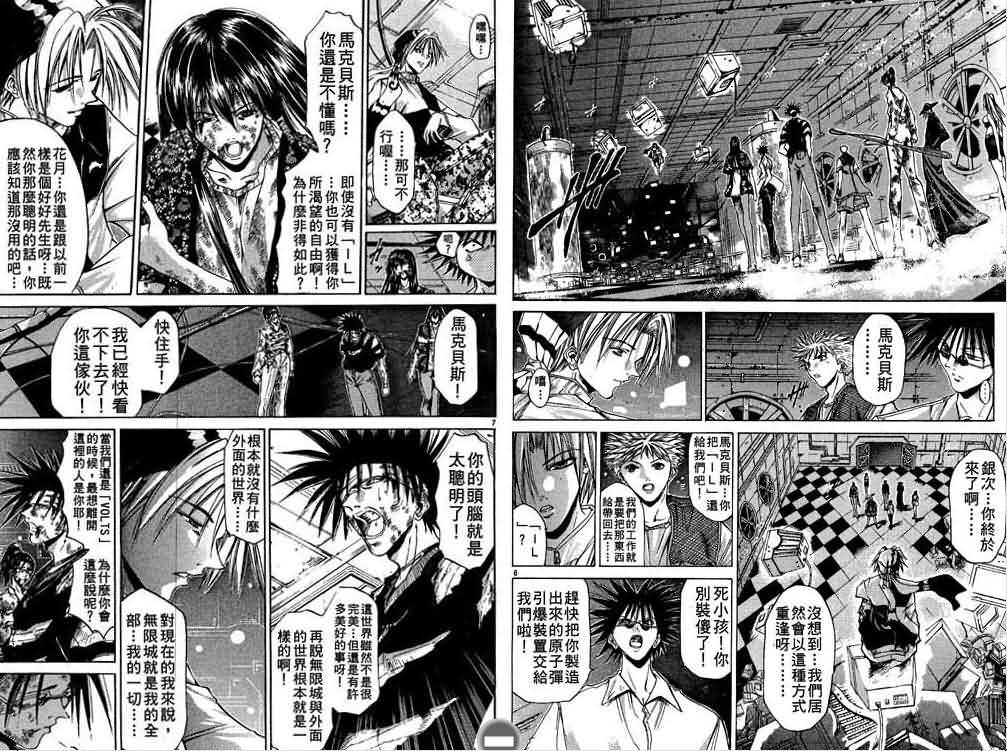 馬克貝斯
………
銀次…你終於
來了啊……
沒想到…我們居
然會以這種方式
重逢呀……
馬克貝斯…你
把「IL」還
給我們吧！
我們的工作就
是要把那東西
給帶回去……
「IL
」？
死小孩！你
別裝傻了！
趕快把你製造
出來的原子彈
引爆裝置交給
我們啦！
6
嘿嘿…
………那可不
行喔…
馬克貝斯……
你還是不懂嗎？
即使沒有「IL」
…你也可以獲得你
所渴望的自由啊！
為什麼非得如此？
花月…你還是跟以前一
樣是個好好先生呀…既
然你那麼聰明的話，你
應該知道那沒用的吧…
馬克貝斯！
快住手！
我已經快看
不下去了！
你這傢伙！
7
你的頭腦就是
太聰明了！
這世界雖然不是很
完美…但還是有許
多美好的事呀！
再說無限城與外面
的世界根本就是一
樣的啊！
根本就沒有什麼
外面的世界…
對現在的我來說
無限城就是我的全
部…我的一切…
當我們還是「VOLTS」
的時候，最想離開
這裡的人是你耶！
為什麼你會
這麼說呢？